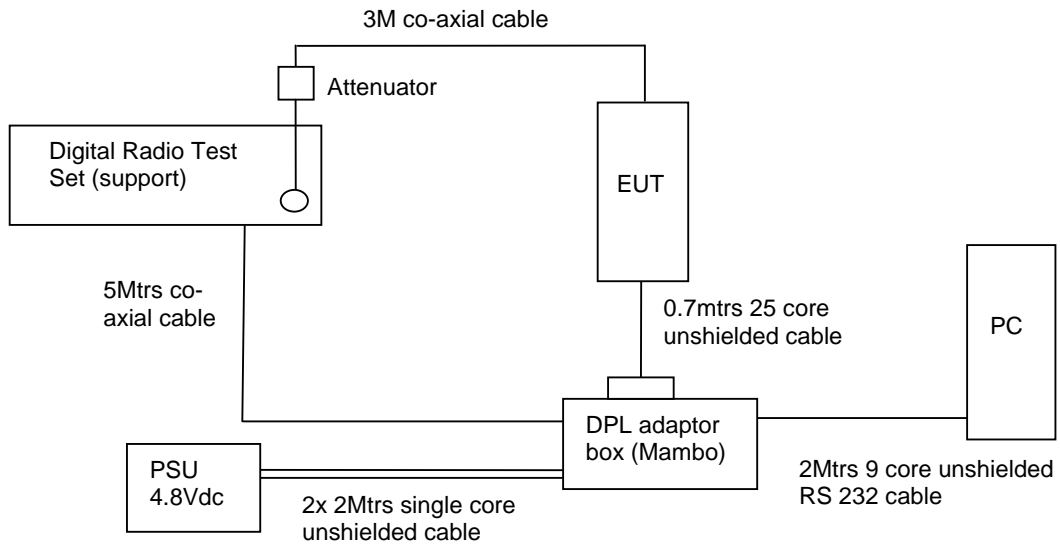 3M co-axial cable
Attenuator
Digital Radio Test
Set (support)
EUT
5Mtrs co-
axial cable
0.7mtrs 25 core
unshielded cable
PC
DPL adaptor
box (Mambo)
PSU
4.8Vdc
2Mtrs 9 core unshielded
RS 232 cable
2x 2Mtrs single core
unshielded cable